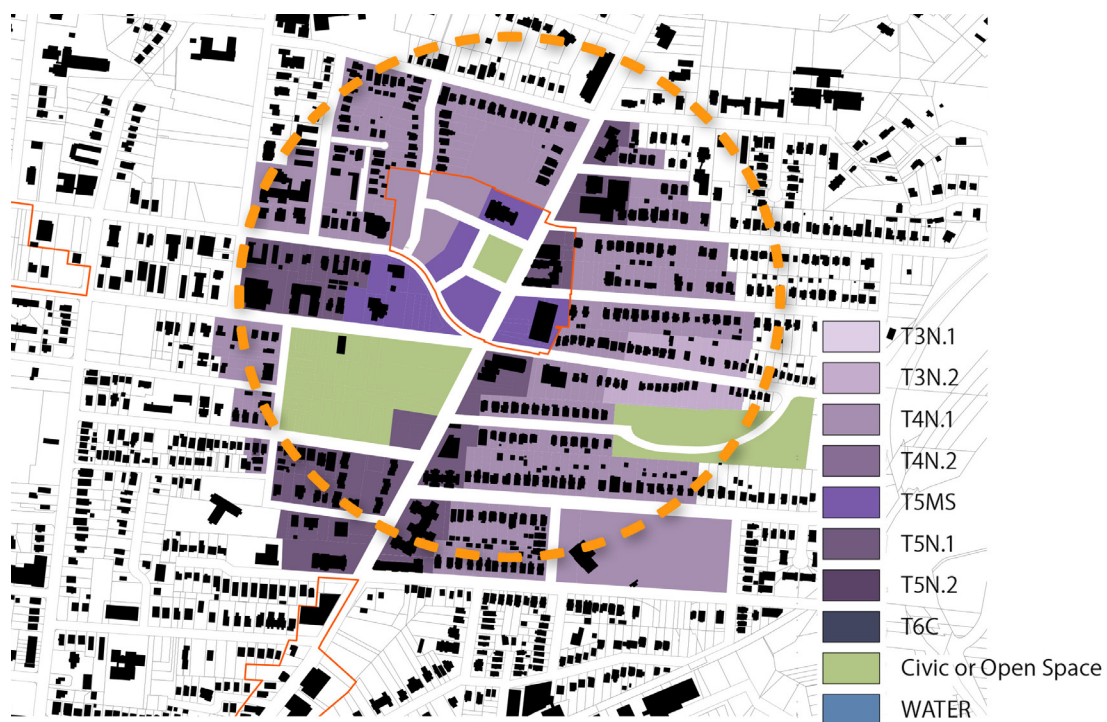 T3N.1
T3N.2
T4N.1
T4N.2
T5MS
T5N.1
T5N.2
T6C
Civic or Open Space
WATER